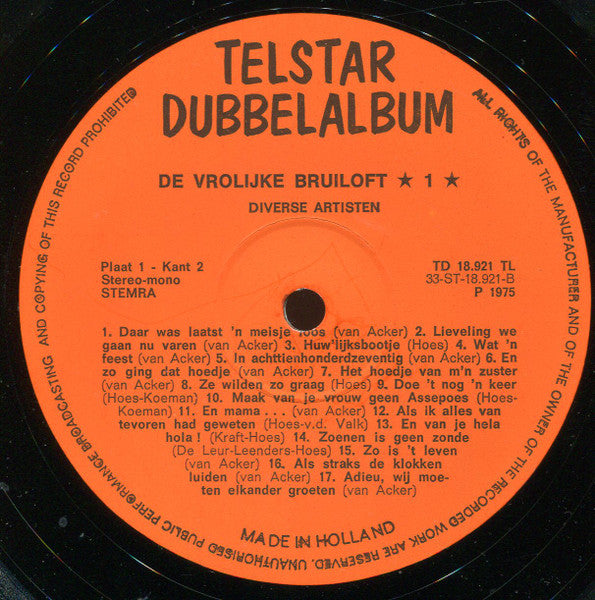 TELSTAR
DUBBELALBUM
DE VROLIJKE BRUILOFT ★ 1 ★
DIVERSE ARTISTEN
Plaat 1 - Kant 2
Stereo-mono
STEMRA
TD 18.921 TL
33-ST-18.921-B
P 1975
1. Daar was laatst 'n meisje loos (van Acker) 2. Lieveling we
gaan nu varen (van Acker) 3. Huw'lijksbootje (Hoes) 4. Wat 'n
feest (van Acker) 5. In achttienhonderdzeventig (van Acker) 6. En
zo ging dat hoedje (van Acker) 7. Het hoedje van m'n zuster
(van Acker) 8. Ze wilden zo graag (Hoes) 9. Doe 't nog 'n keer
(Hoes-Koeman) 10. Maak van je vrouw geen Assepoes (Hoes-
Koeman) 11. En mama . . . (van Acker) 12. Als ik alles van
tevoren had geweten (Hoes-v.d. Valk) 13. En van je hela
hola ! (Kraft-Hoes) 14. Zoenen is geen zonde
(De Leur-Leenders-Hoes) 15. Zo is 't leven
(van Acker) 16. Als straks de klokken
luiden (van Acker) 17. Adieu, wij moe-
ten elkander groeten (van Acker)
MADE IN HOLLAND
ALL RIGHTS OF THE MANUFACTURER AND OF THE OWNER OF THE RECORDED WORK ARE RESERVED. UNAUTHORISED PUBLIC PERFORMANCE BROADCASTING AND COPYING OF THIS RECORD PROHIBITED